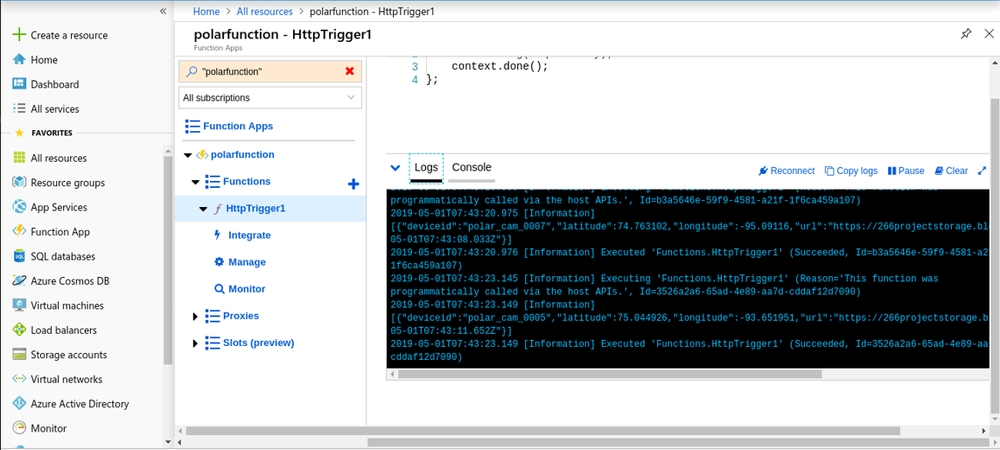 «
Home > All resources > polarfunction - HttpTrigger1
Create a resource
Home
Dashboard
All services
FAVORITES
All resources
Resource groups
App Services
Function App
SQL databases
Azure Cosmos DB
Virtual machines
Load balancers
Storage accounts
Virtual networks
Azure Active Directory
Monitor
polarfunction - HttpTrigger1
Function Apps
"polarfunction"
All subscriptions
Function Apps
polarfunction
Functions
HttpTrigger1
Integrate
Manage
Monitor
Proxies
Slots (preview)
3 context.done();
4 };
Logs Console
Reconnect Copy logs Pause Clear
programmatically called via the host APIs.', Id=b3a5646e-59f9-4581-a21f-1f6ca459a107)
2019-05-01T07:43:20.975 [Information]
[{"deviceid":"polar_cam_0007","latitude":74.763102,"longitude":-95.09116,"url":"https://266projectstorage.bl
05-01T07:43:08.033Z"}]
2019-05-01T07:43:20.976 [Information] Executed 'Functions.HttpTrigger1' (Succeeded, Id=b3a5646e-59f9-4581-a2
1f6ca459a107)
2019-05-01T07:43:23.145 [Information] Executing 'Functions.HttpTrigger1' (Reason='This function was
programmatically called via the host APIs.', Id=3526a2a6-65ad-4e89-aa7d-cddaf12d7090)
2019-05-01T07:43:23.149 [Information]
[{"deviceid":"polar_cam_0005","latitude":75.044926,"longitude":-93.651951,"url":"https://266projectstorage.b
05-01T07:43:11.652Z"}]
2019-05-01T07:43:23.149 [Information] Executed 'Functions.HttpTrigger1' (Succeeded, Id=3526a2a6-65ad-4e89-aa
cddaf12d7090)